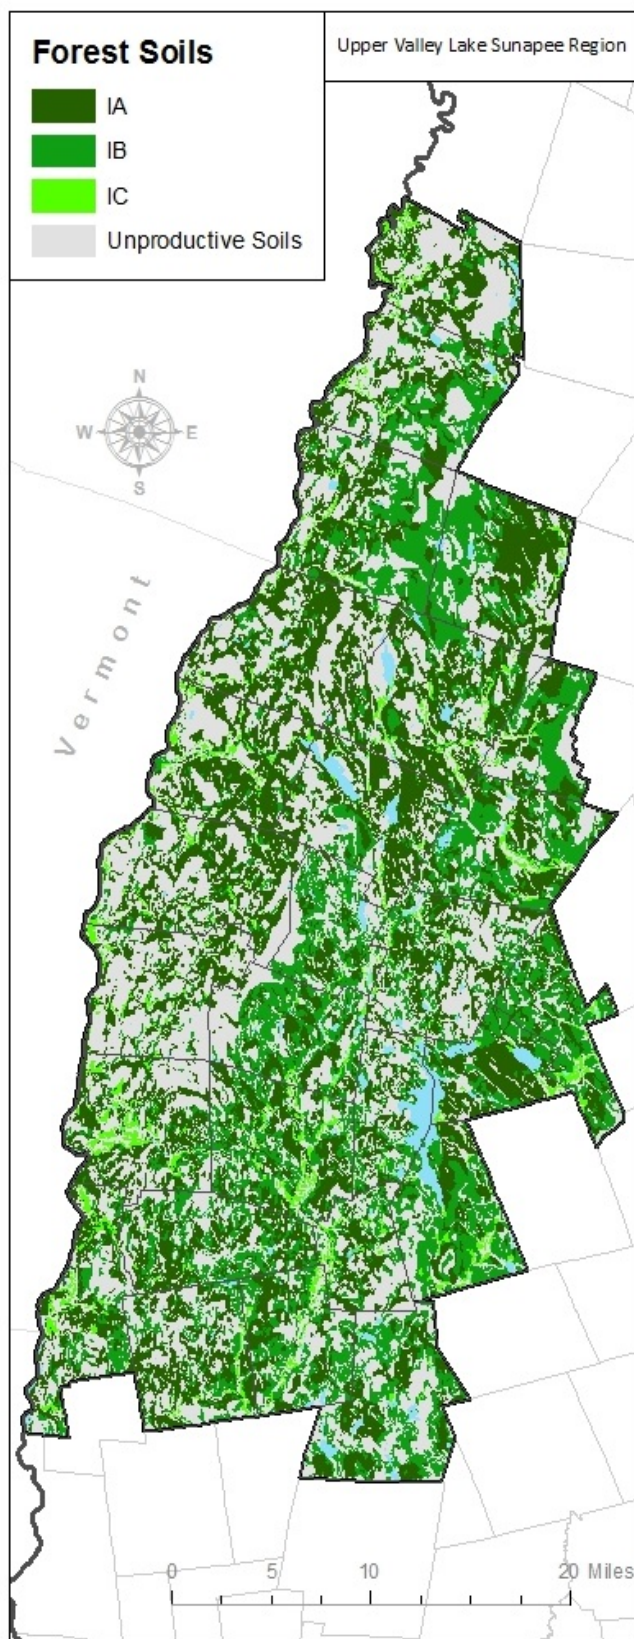 Forest Soils
IA
IB
IC
Unproductive Soils
Upper Valley Lake Sunapee Region
N
W
E
S
Vermont
0
5
10
20 Miles